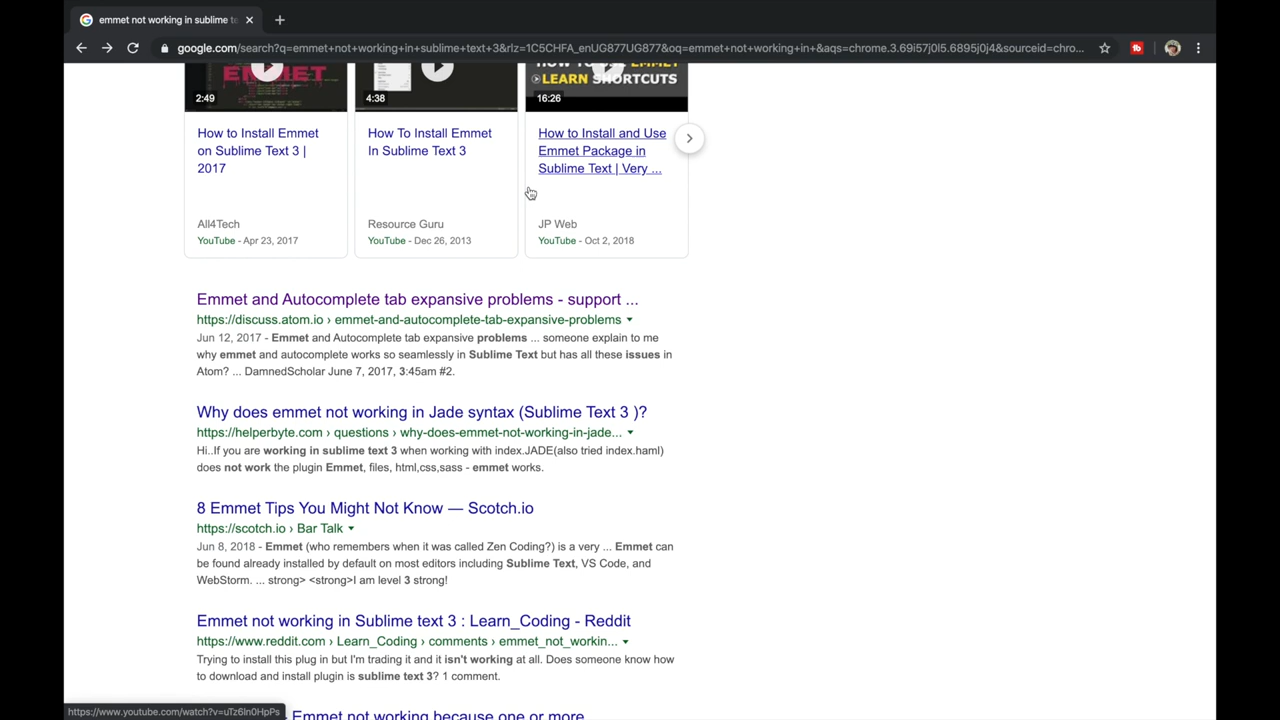 emmet not working in sublime te
google.com/search?q=emmet+not+working+in+sublime+text+3&rlz=1C5CHFA_enUG877UG877&oq=emmet+not+working+in+&aqs=chrome.3.69i57j0l5.6895j0j4&sourceid=chro...
EMMET
LEARN SHORTCUTS
2:49
4:38
16:26
How to Install Emmet
on Sublime Text 3 |
2017
All4Tech
YouTube - Apr 23, 2017
How To Install Emmet
In Sublime Text 3
Resource Guru
YouTube - Dec 26, 2013
How to Install and Use
Emmet Package in
Sublime Text | Very ...
JP Web
YouTube - Oct 2, 2018
Emmet and Autocomplete tab expansive problems - support ...
https://discuss.atom.io › emmet-and-autocomplete-tab-expansive-problems
Jun 12, 2017 - Emmet and Autocomplete tab expansive problems ... someone explain to me
why emmet and autocomplete works so seamlessly in Sublime Text but has all these issues in
Atom? ... DamnedScholar June 7, 2017, 3:45am #2.
Why does emmet not working in Jade syntax (Sublime Text 3 )?
https://helperbyte.com › questions › why-does-emmet-not-working-in-jade...
Hi..If you are working in sublime text 3 when working with index.JADE(also tried index.haml)
does not work the plugin Emmet, files, html,css,sass - emmet works.
8 Emmet Tips You Might Not Know — Scotch.io
https://scotch.io › Bar Talk
Jun 8, 2018 - Emmet (who remembers when it was called Zen Coding?) is a very ... Emmet can
be found already installed by default on most editors including Sublime Text, VS Code, and
WebStorm. ... strong> <strong>I am level 3 strong!
Emmet not working in Sublime text 3 : Learn_Coding - Reddit
https://www.reddit.com › Learn_Coding › comments › emmet_not_workin...
Trying to install this plug in but I'm trading it and it isn't working at all. Does someone know how
to download and install plugin is sublime text 3? 1 comment.
https://www.youtube.com/watch?v=uTz6In0HpPs
- Emmet not working because one or more